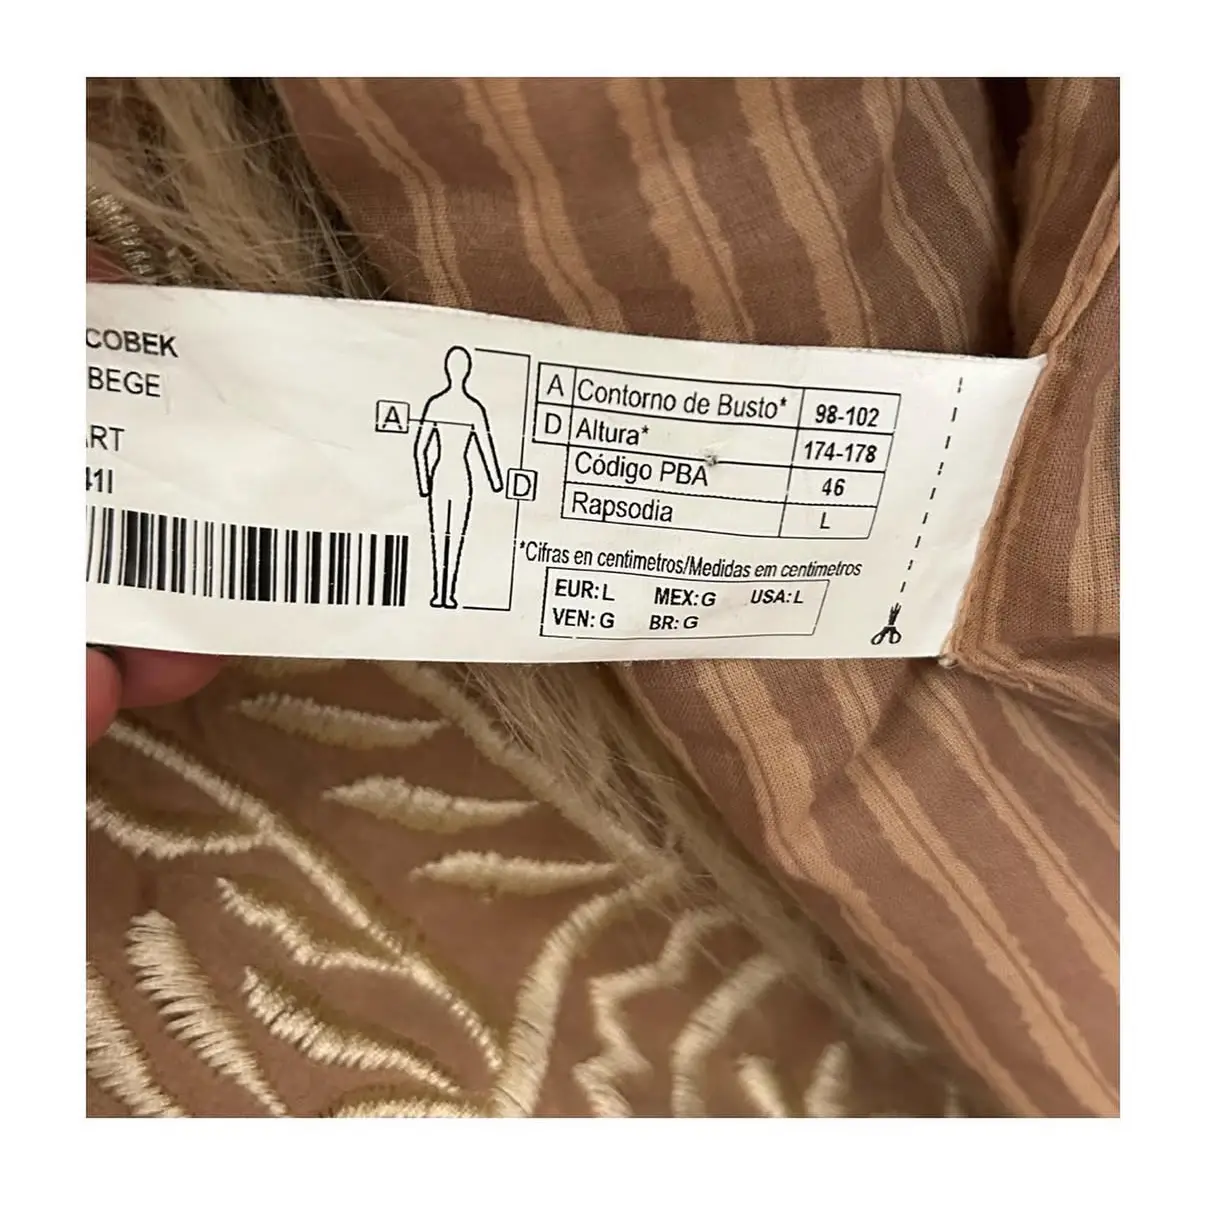 COBEK
BEGE
ART
41I
A
D
A Contorno de Busto* 98-102
D Altura* 174-178
Código PBA 46
Rapsodia L
*Cifras en centimetros/Medidas em centimetros
EUR:L MEX:G USA:L
VEN:G BR:G